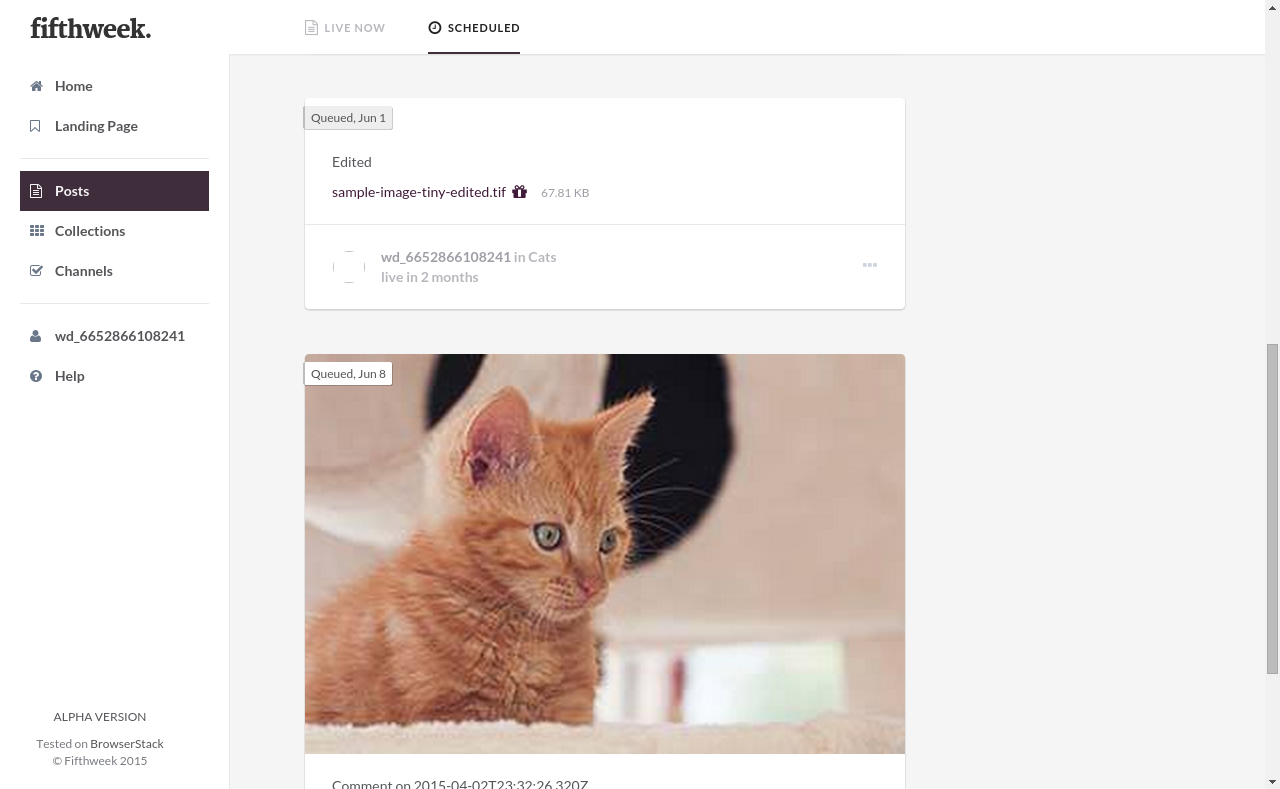 fifthweek.
LIVE NOW
SCHEDULED
Home
Landing Page
Posts
Collections
Channels
wd_6652866108241
Help
ALPHA VERSION
Tested on BrowserStack
© Fifthweek 2015
Queued, Jun 1
Edited
sample-image-tiny-edited.tif 67.81 KB
wd_6652866108241 in Cats
live in 2 months
Queued, Jun 8
Comment on 2015-04-02T23:32:26.320Z